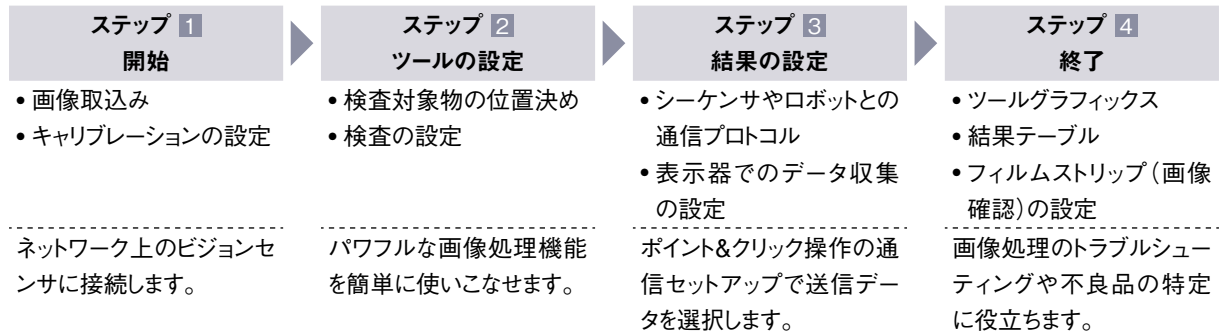 ステップ 1
開始
• 画像取込み
• キャリブレーションの設定
ネットワーク上のビジョンセ
ンサに接続します。
ステップ 2
ツールの設定
• 検査対象物の位置決め
• 検査の設定
パワフルな画像処理機能
を簡単に使いこなせます。
ステップ 3
結果の設定
• シーケンサやロボットとの
通信プロトコル
• 表示器でのデータ収集
の設定
ポイント&クリック操作の通
信セットアップで送信デー
タを選択します。
ステップ 4
終了
• ツールグラフィックス
• 結果テーブル
• フィルムストリップ(画像
確認)の設定
画像処理のトラブルシュー
ティングや不良品の特定
に役立ちます。